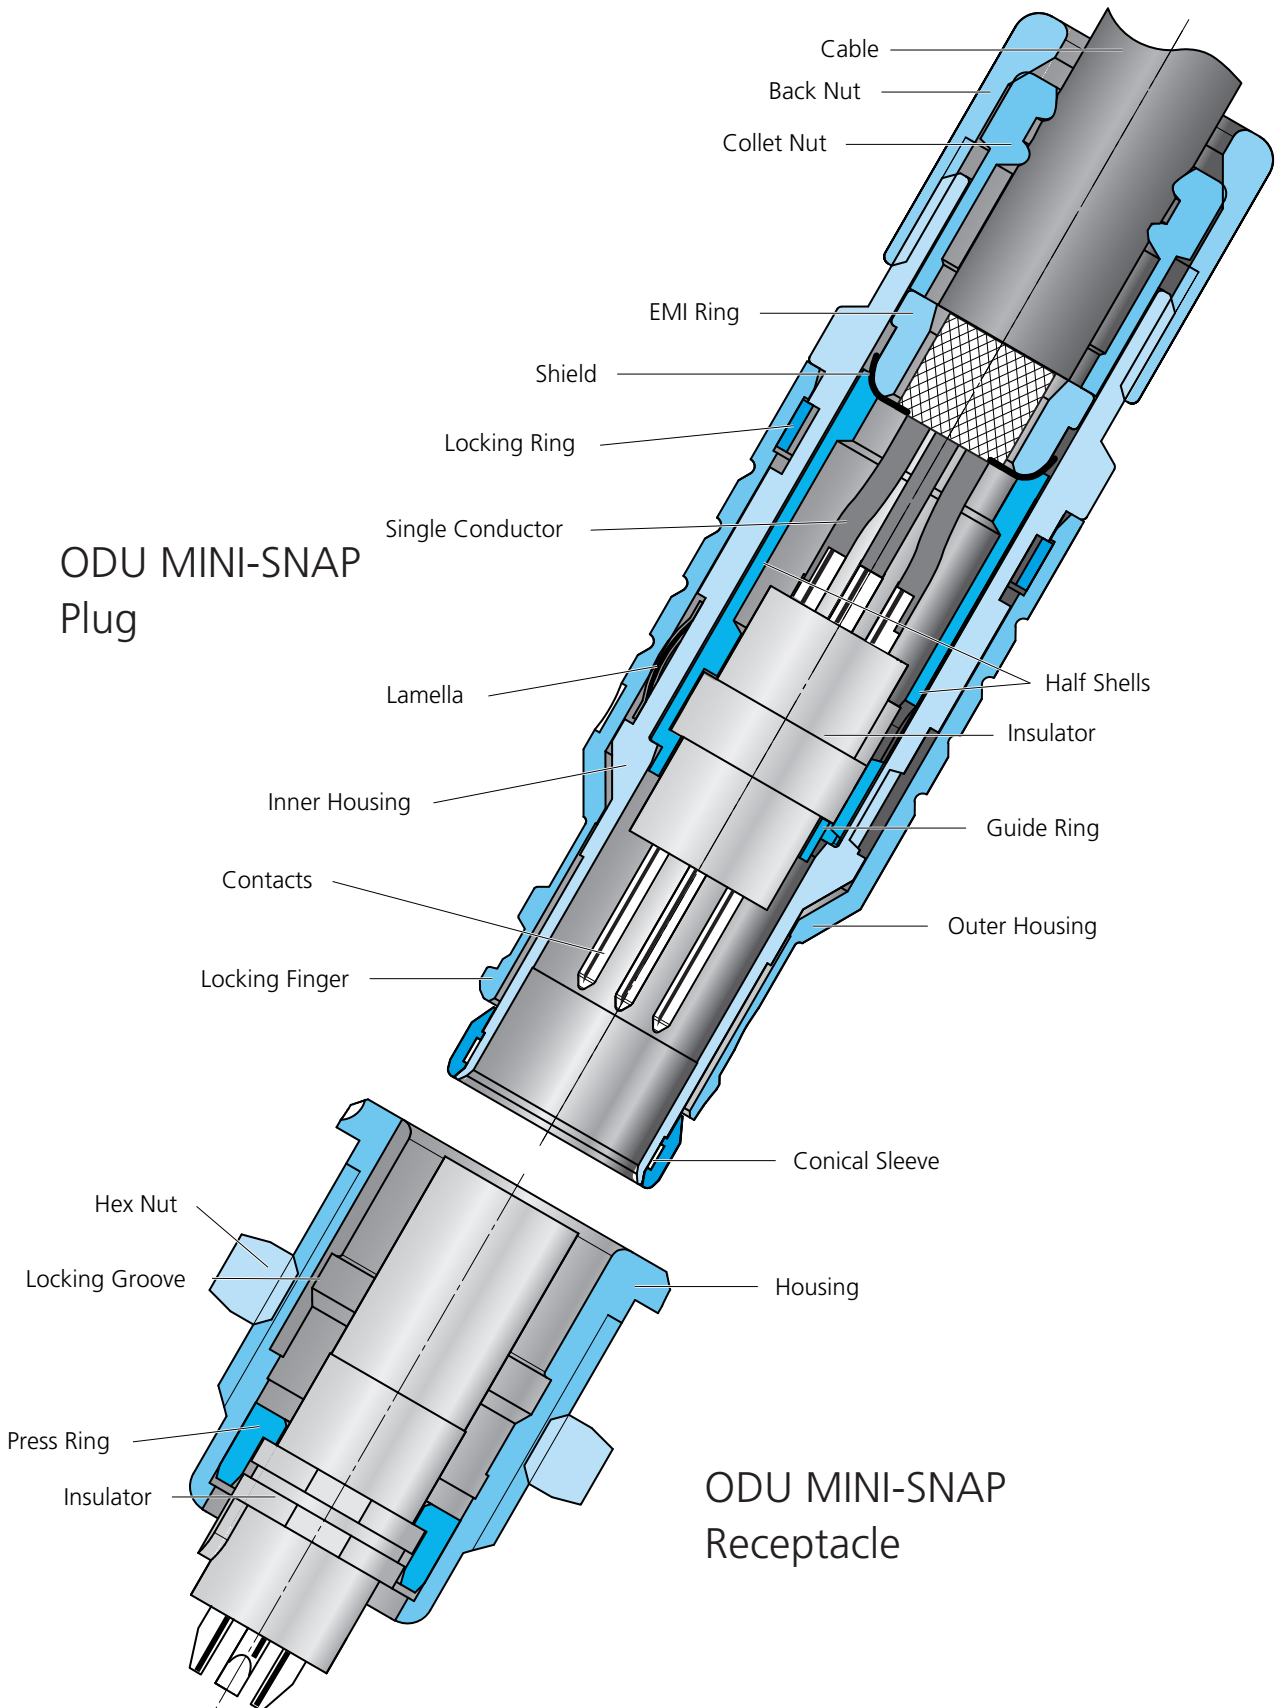 Cable
Back Nut
Collet Nut
EMI Ring
Shield
Locking Ring
Single Conductor
ODU MINI-SNAP
Plug
Lamella
Half Shells
Insulator
Inner Housing
Guide Ring
Contacts
Outer Housing
Locking Finger
Conical Sleeve
Hex Nut
Locking Groove
Housing
Press Ring
Insulator
ODU MINI-SNAP
Receptacle